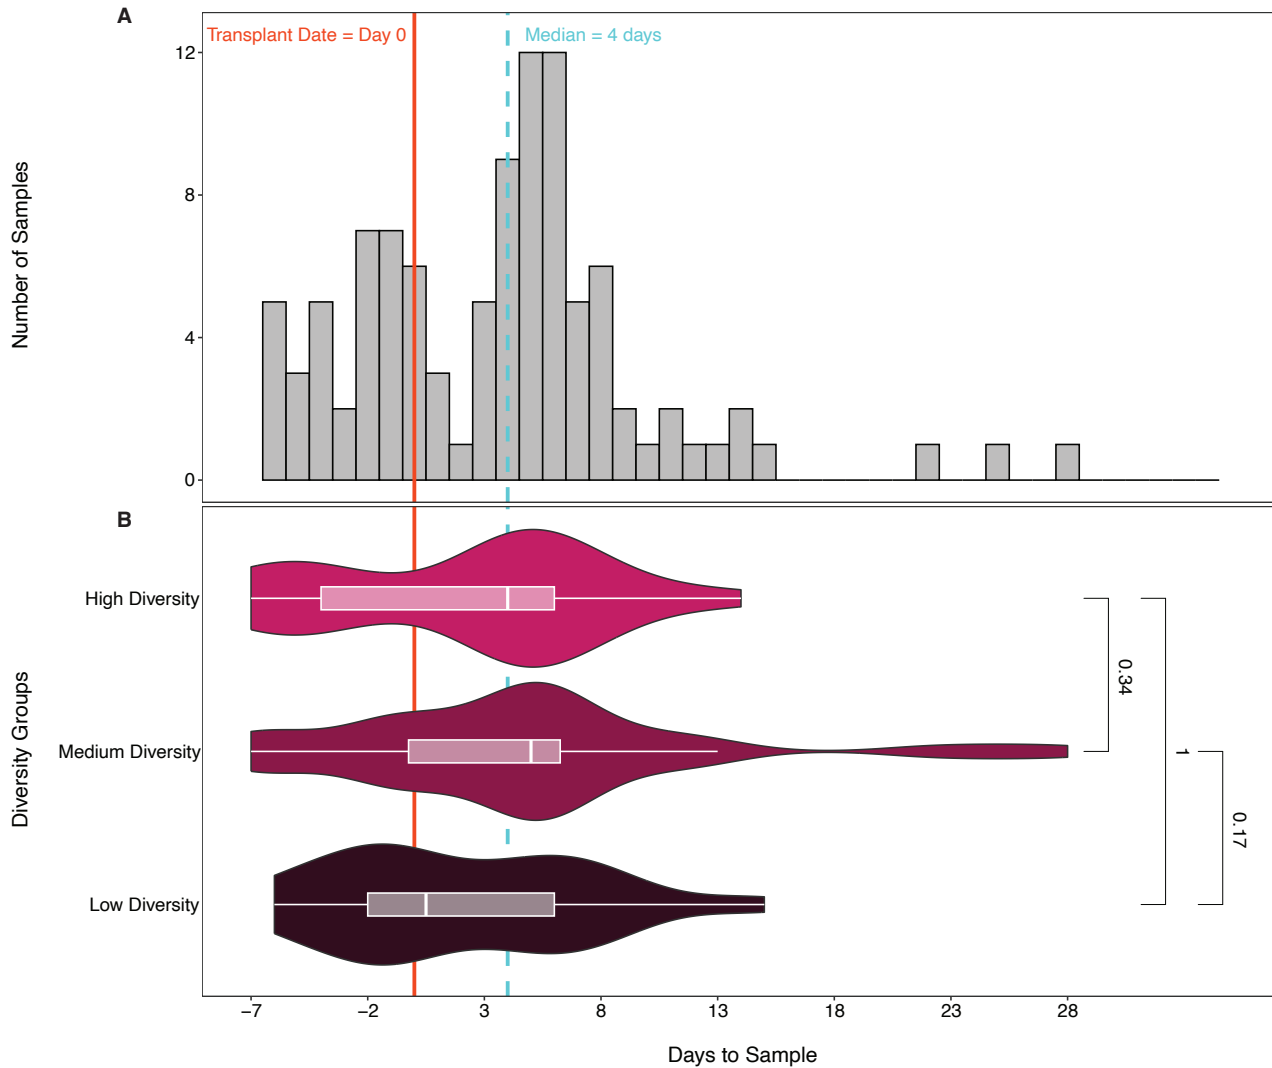 A
Transplant Date = Day 0
Median = 4 days
12
8
4
0
Number of Samples
B
High Diversity
Medium Diversity
Low Diversity
Diversity Groups
0.34
1
0.17
−7
−2
3
8
13
18
23
28
Days to Sample